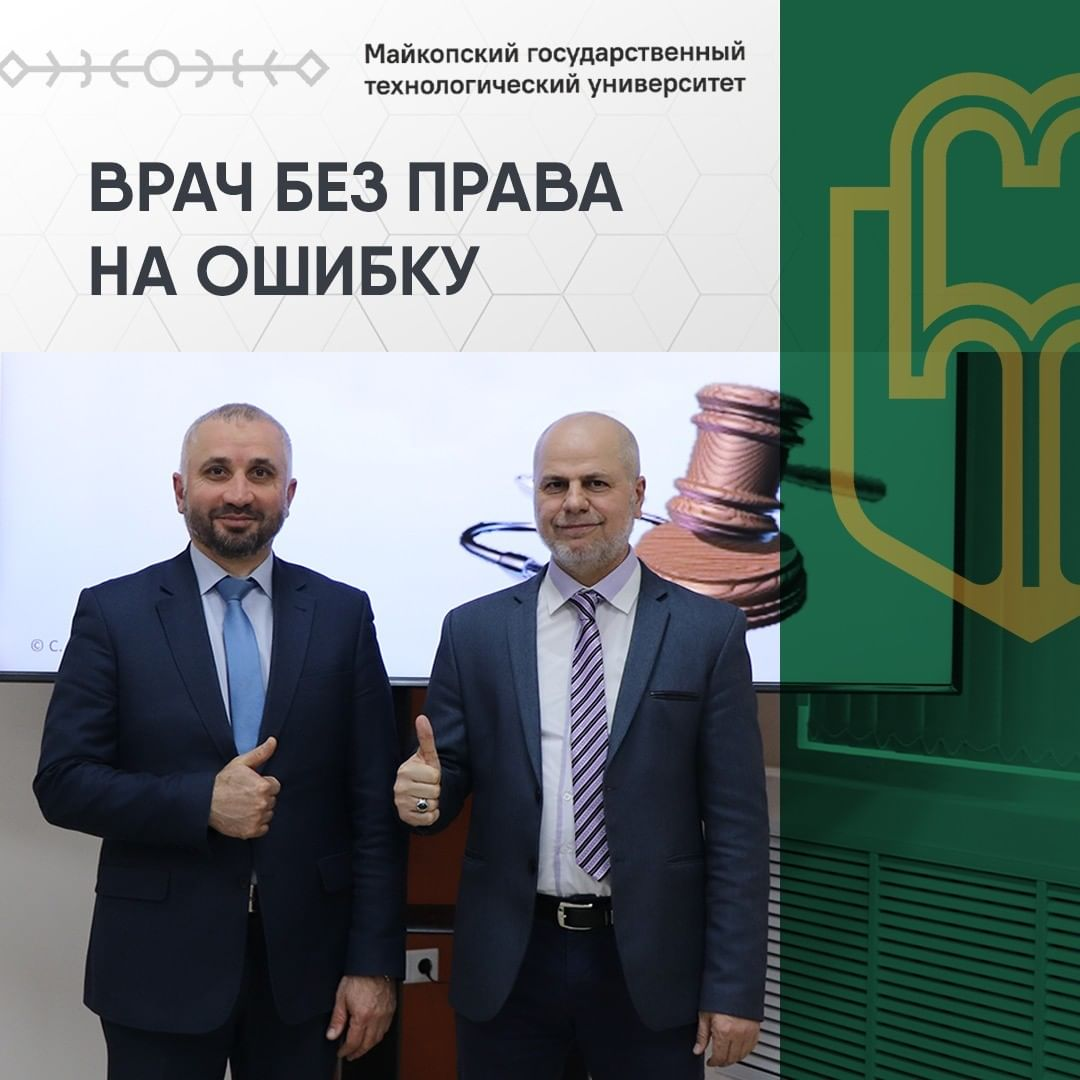 Майкопский государственный
технологический университет
ВРАЧ БЕЗ ПРАВА
НА ОШИБКУ
© С.